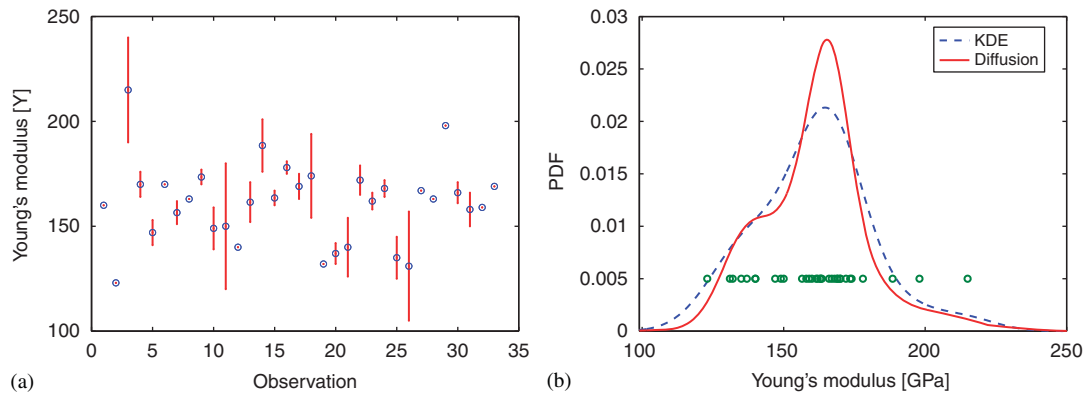 250
200
150
100
0
5
10
15
20
25
30
35
Young's modulus [Y]
Observation
(a)
0.03
0.025
0.02
0.015
0.01
0.005
0
100
150
200
250
PDF
Young's modulus [GPa]
KDE
Diffusion
(b)